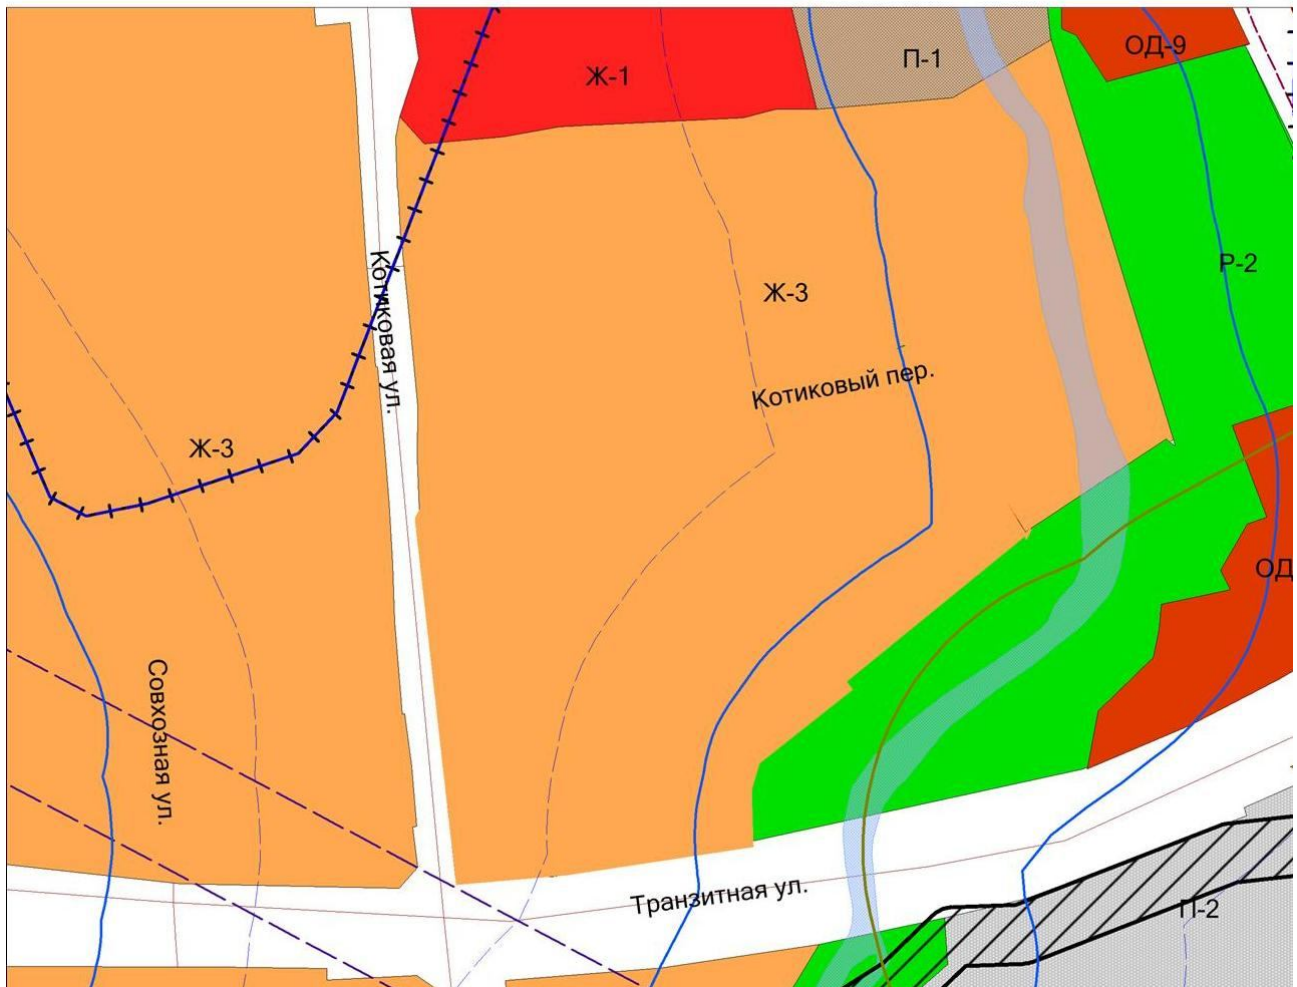 ОД-9
П-1
Ж-1
Р-2
Ж-3
Котиковая ул.
Котиковый пер.
Ж-3
ОД
Совхозная ул.
Транзитная ул.
П-2